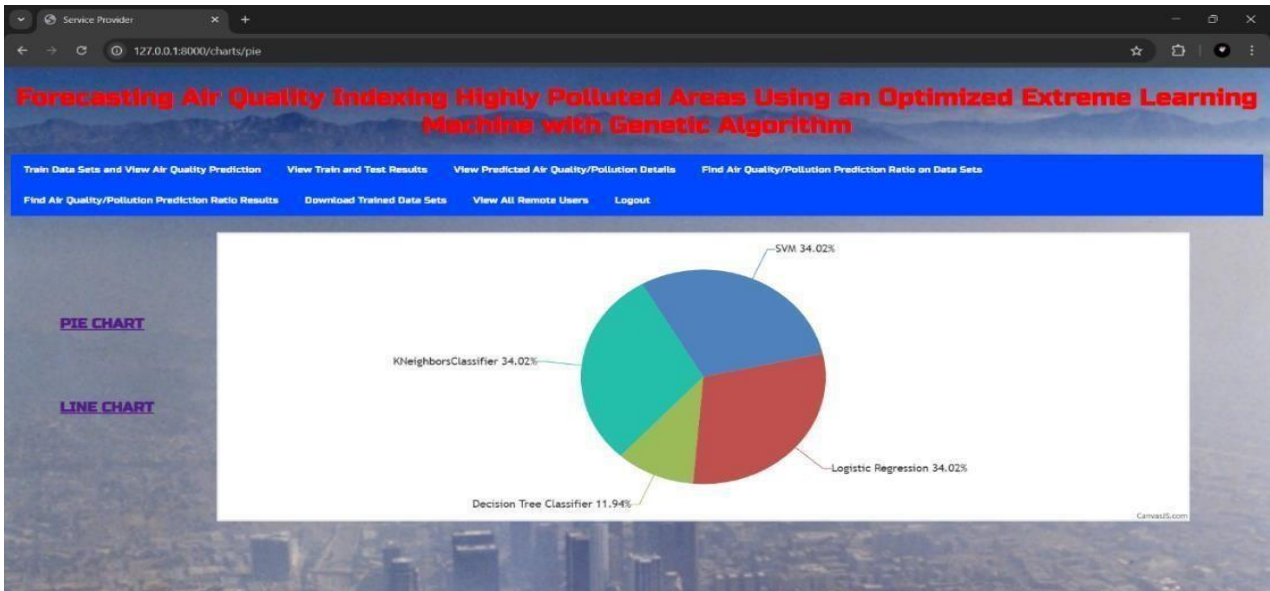 Service Provider
127.0.0.1:8000/charts/pie
Forecasting Air Quality Indexing Highly Polluted Areas Using an Optimized Extreme Learning
Machine with Genetic Algorithm
Train Data Sets and View Air Quality Prediction View Train and Test Results View Predicted Air Quality/Pollution Details Find Air Quality/Pollution Prediction Ratio on Data Sets
Find Air Quality/Pollution Prediction Ratio Results Download Trained Data Sets View All Remote Users Logout
SVM 34.02%
PIE CHART
KNeighborsClassifier 34.02%
LINE CHART
Logistic Regression 34.02%
Decision Tree Classifier 11.94%
CanvasJS.com